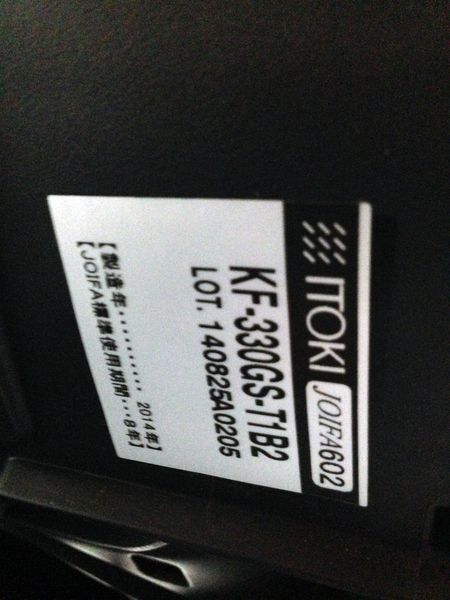 ITOKI JOIFA602
KF-330GS-T1B2
LOT. 140825A0205
【製造年........... 2014年】
【JOIFA標準使用期間...8年】